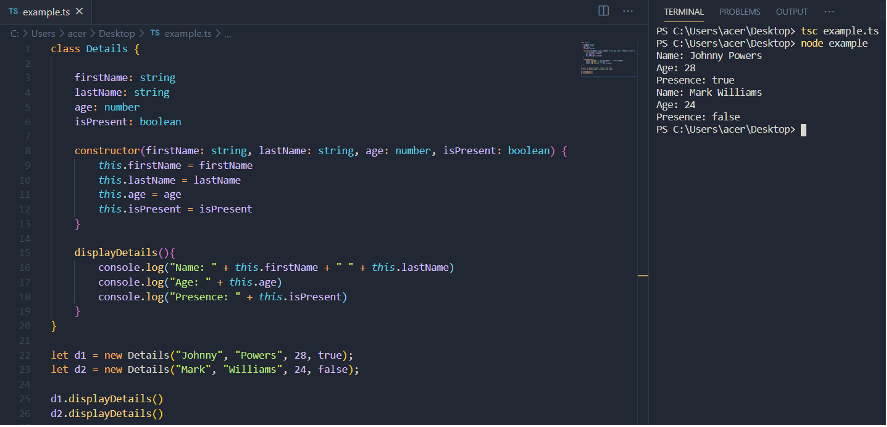 TS example.ts ×
C: > Users > acer > Desktop > TS example.ts > ...
1 class Details {
2
3     firstName: string
4     lastName: string
5     age: number
6     isPresent: boolean
7
8     constructor(firstName: string, lastName: string, age: number, isPresent: boolean) {
9         this.firstName = firstName
10         this.lastName = lastName
11         this.age = age
12         this.isPresent = isPresent
13     }
14
15     displayDetails(){
16         console.log("Name: " + this.firstName + " " + this.lastName)
17         console.log("Age: " + this.age)
18         console.log("Presence: " + this.isPresent)
19     }
20 }
21
22 let d1 = new Details("Johnny", "Powers", 28, true);
23 let d2 = new Details("Mark", "Williams", 24, false);
24
25 d1.displayDetails()
26 d2.displayDetails()
TERMINAL PROBLEMS OUTPUT ...
PS C:\Users\acer\Desktop> tsc example.ts
PS C:\Users\acer\Desktop> node example
Name: Johnny Powers
Age: 28
Presence: true
Name: Mark Williams
Age: 24
Presence: false
PS C:\Users\acer\Desktop>